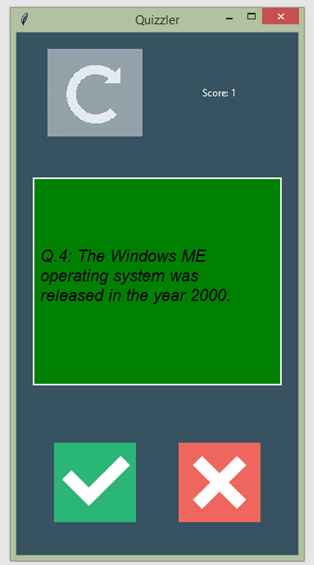 Quizzler
Score: 1
Q.4: The Windows ME
operating system was
released in the year 2000.